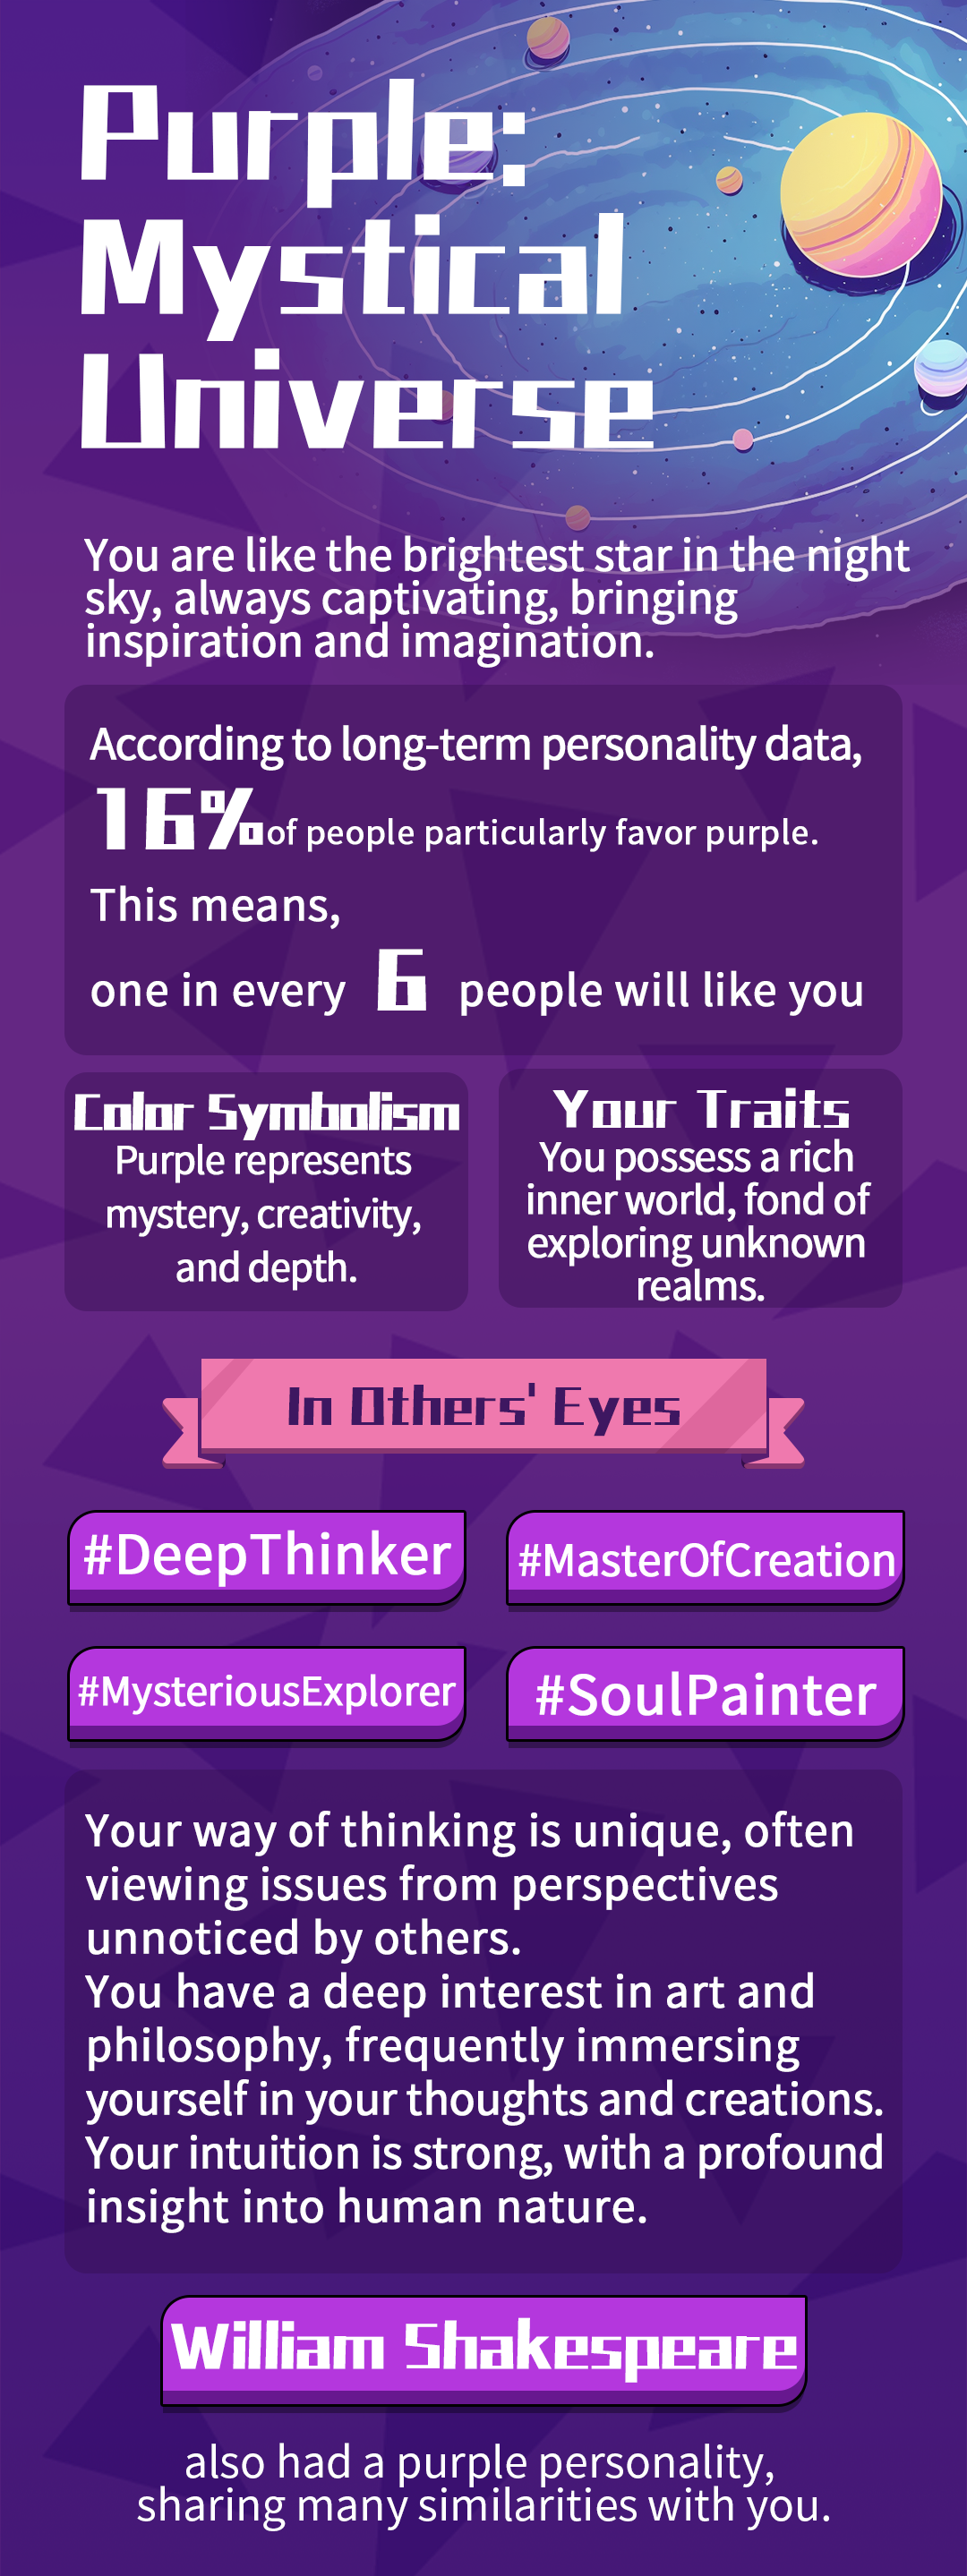 Purple:
Mystical
Universe
You are like the brightest star in the night
sky, always captivating, bringing
inspiration and imagination.
According to long-term personality data,
16% of people particularly favor purple.
This means,
one in every 6 people will like you
Color Symbolism
Purple represents
mystery, creativity,
and depth.
Your Traits
You possess a rich
inner world, fond of
exploring unknown
realms.
In Others' Eyes
#DeepThinker
#MasterOfCreation
#MysteriousExplorer
#SoulPainter
Your way of thinking is unique, often
viewing issues from perspectives
unnoticed by others.
You have a deep interest in art and
philosophy, frequently immersing
yourself in your thoughts and creations.
Your intuition is strong, with a profound
insight into human nature.
William Shakespeare
also had a purple personality,
sharing many similarities with you.